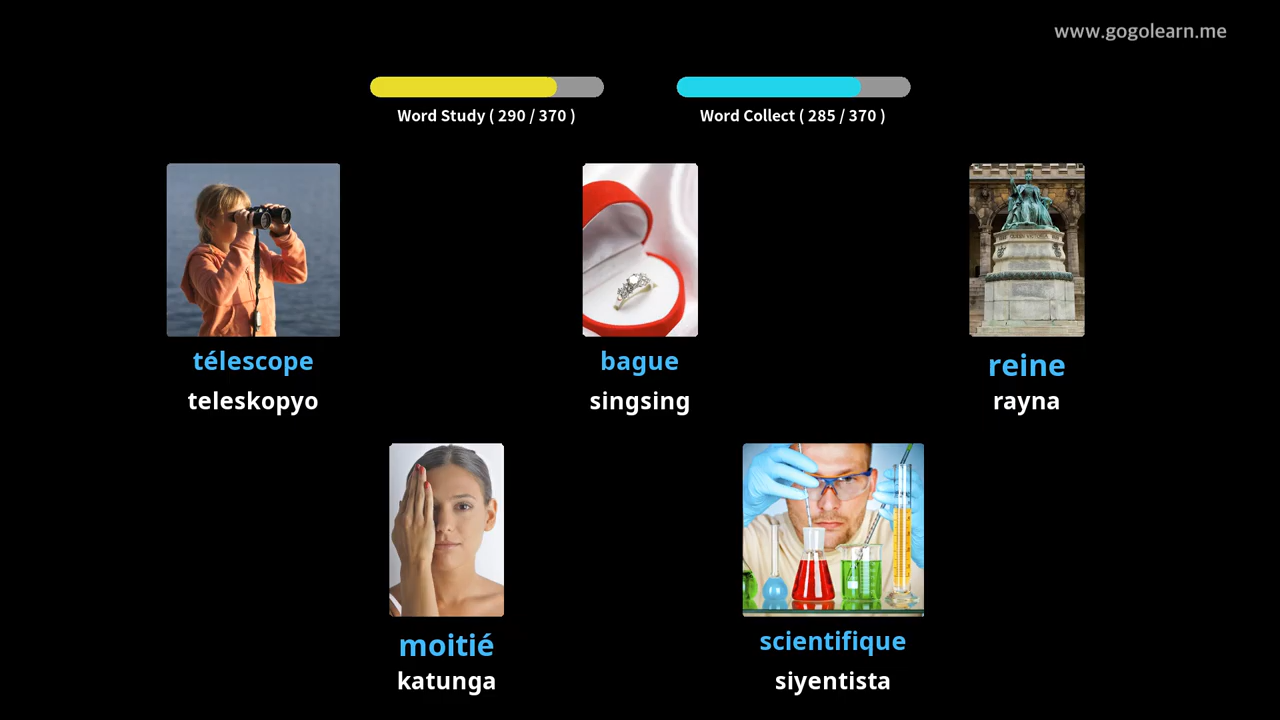 www.gogolearn.me
Word Study ( 290 / 370 )
Word Collect ( 285 / 370 )
télescope
teleskopyo
bague
singsing
reine
rayna
moitié
katunga
scientifique
siyentista